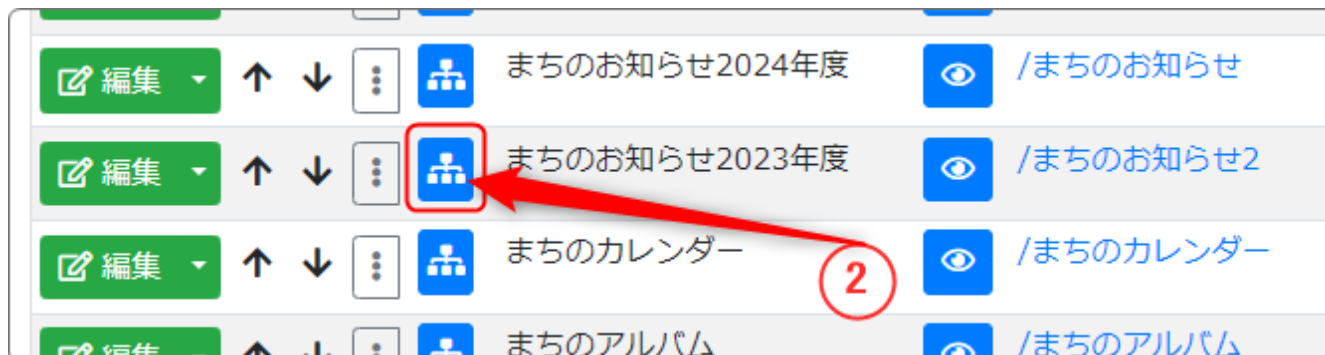 編集 まちのお知らせ2024年度 /まちのお知らせ
編集 まちのお知らせ2023年度 /まちのお知らせ2
編集 まちのカレンダー /まちのカレンダー
2
編集 まちのアルバム /まちのアルバム